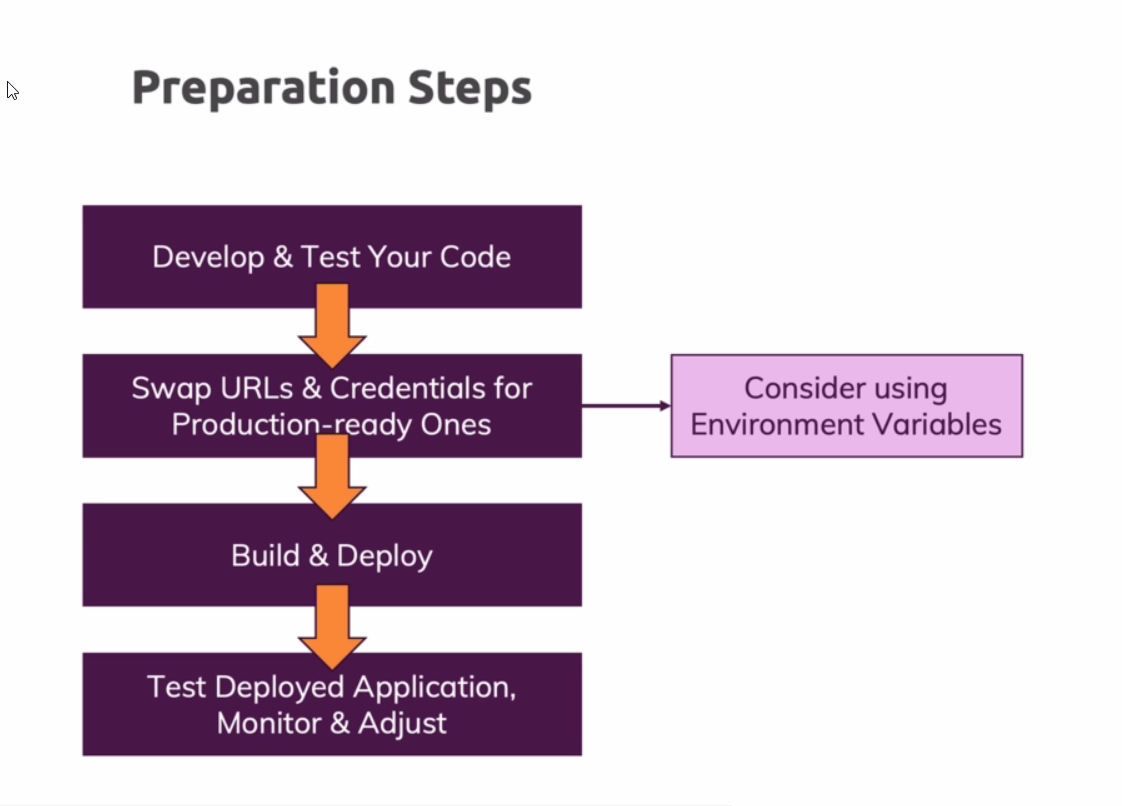 Preparation Steps
Develop & Test Your Code
Swap URLs & Credentials for
Production-ready Ones
Consider using
Environment Variables
Build & Deploy
Test Deployed Application,
Monitor & Adjust